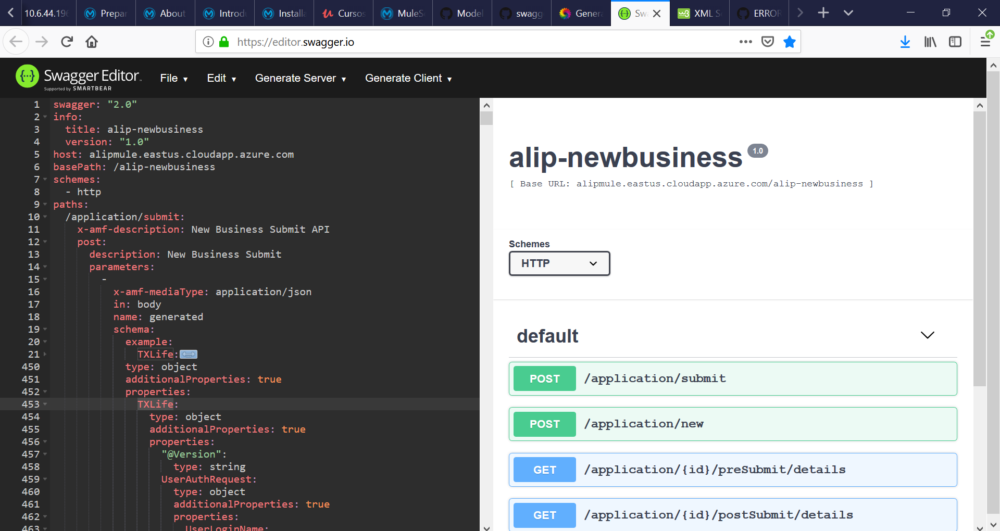 10.6.44.19
Prepar
About
Introdu
Installa
Cursos
MuleS
Model
swagg
Genera
Sw
XML S
ERROR
https://editor.swagger.io
Swagger Editor
Supported by SMARTBEAR
File
Edit
Generate Server
Generate Client
1 swagger: "2.0"
2 info:
3 title: alip-newbusiness
4 version: "1.0"
5 host: alipmule.eastus.cloudapp.azure.com
6 basePath: /alip-newbusiness
7 schemes:
8 - http
9 paths:
10 /application/submit:
11 x-amf-description: New Business Submit API
12 post:
13 description: New Business Submit
14 parameters:
15 -
16 x-amf-mediaType: application/json
17 in: body
18 name: generated
19 schema:
20 example:
21 TXLife:
450 type: object
451 additionalProperties: true
452 properties:
453 TXLife:
454 type: object
455 additionalProperties: true
456 properties:
457 "@Version":
458 type: string
459 UserAuthRequest:
460 type: object
461 additionalProperties: true
462 properties:
463 UserLoginName:
alip-newbusiness 1.0
[ Base URL: alipmule.eastus.cloudapp.azure.com/alip-newbusiness ]
Schemes
HTTP
default
POST /application/submit
POST /application/new
GET /application/{id}/preSubmit/details
GET /application/{id}/postSubmit/details